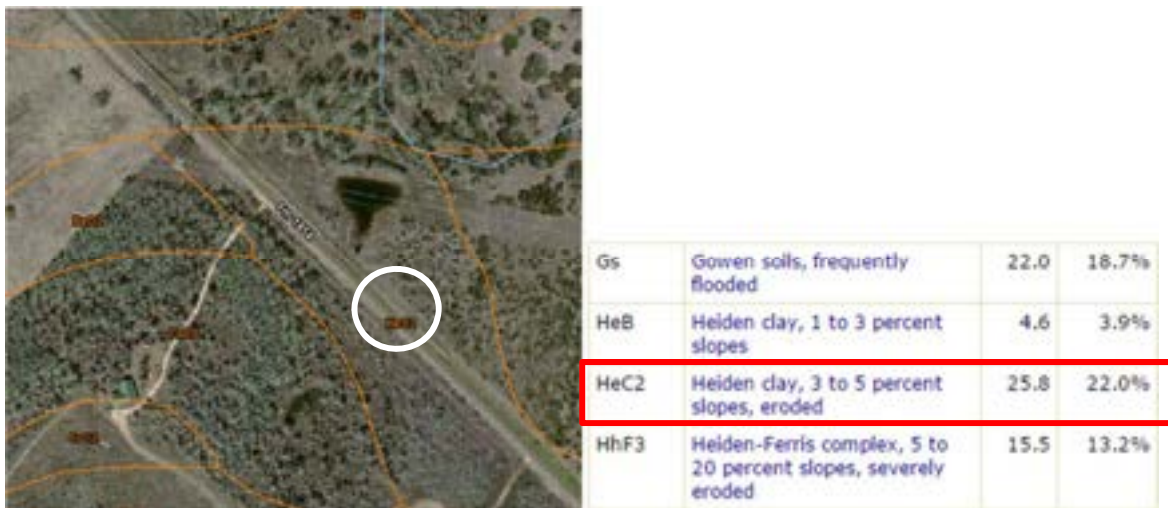 Gs Gowen soils, frequently 22.0 18.7%
flooded
HeB Heiden clay, 1 to 3 percent 4.6 3.9%
slopes
HeC2 Heiden clay, 3 to 5 percent 25.8 22.0%
slopes, eroded
HhF3 Heiden-Ferris complex, 5 to 15.5 13.2%
20 percent slopes, severely
eroded